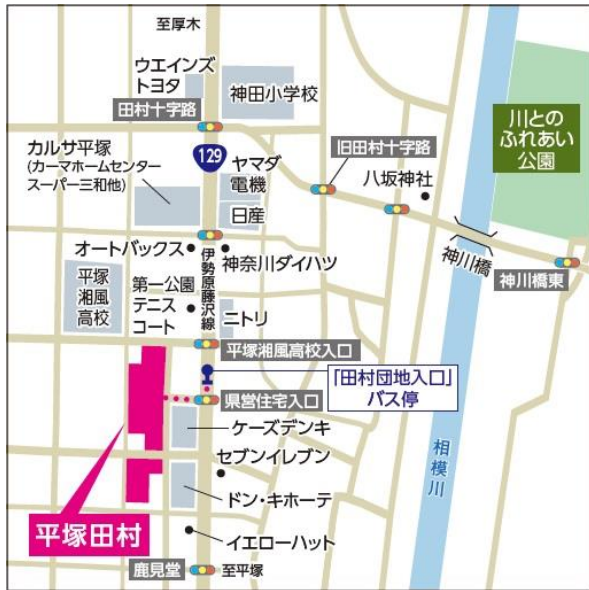 至厚木
ウエインズ
トヨタ
神田小学校
田村十字路
川との
ふれあい
公園
カルサ平塚
(カーマホームセンター
スーパー三和他)
129
ヤマダ
電機
旧田村十字路
八坂神社
日産
オートバックス
神奈川ダイハツ
伊勢原藤沢線
神川橋
神川橋東
平塚
湘風
高校
第一公園
テニス
コート
ニトリ
平塚湘風高校入口
「田村団地入口」
バス停
県営住宅入口
ケーズデンキ
セブンイレブン
相模川
ドン・キホーテ
平塚田村
イエローハット
鹿見堂
至平塚